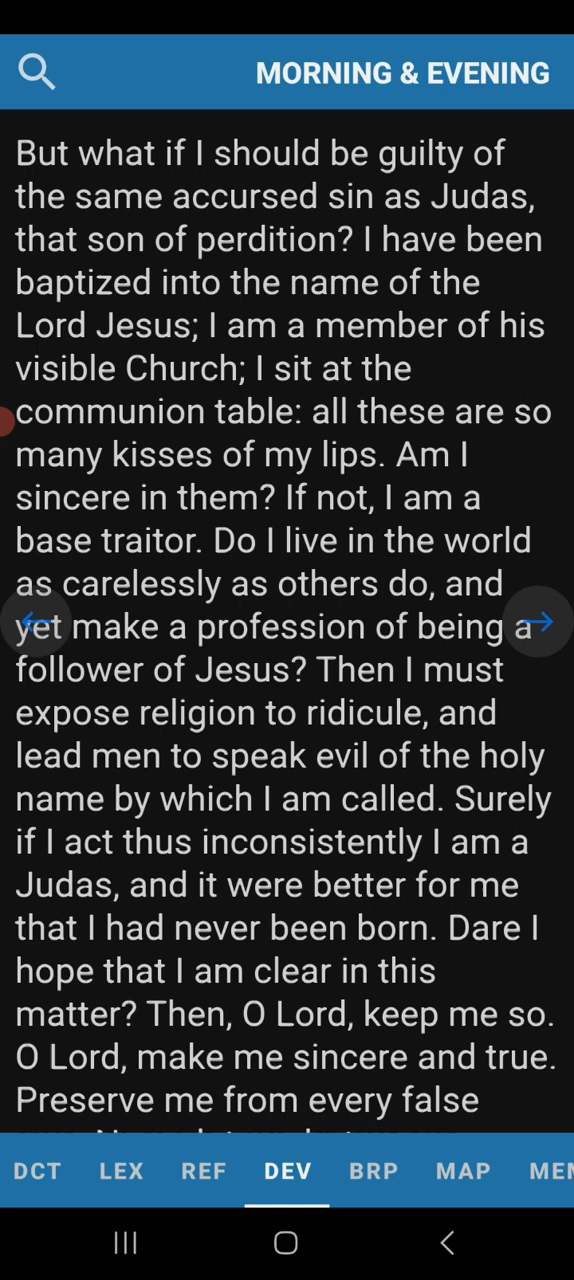 MORNING & EVENING
But what if I should be guilty of
the same accursed sin as Judas,
that son of perdition? I have been
baptized into the name of the
Lord Jesus; I am a member of his
visible Church; I sit at the
communion table: all these are so
many kisses of my lips. Am I
sincere in them? If not, I am a
base traitor. Do I live in the world
as carelessly as others do, and
yet make a profession of being a
follower of Jesus? Then I must
expose religion to ridicule, and
lead men to speak evil of the holy
name by which I am called. Surely
if I act thus inconsistently I am a
Judas, and it were better for me
that I had never been born. Dare I
hope that I am clear in this
matter? Then, O Lord, keep me so.
O Lord, make me sincere and true.
Preserve me from every false
DCT LEX REF DEV BRP MAP MEM